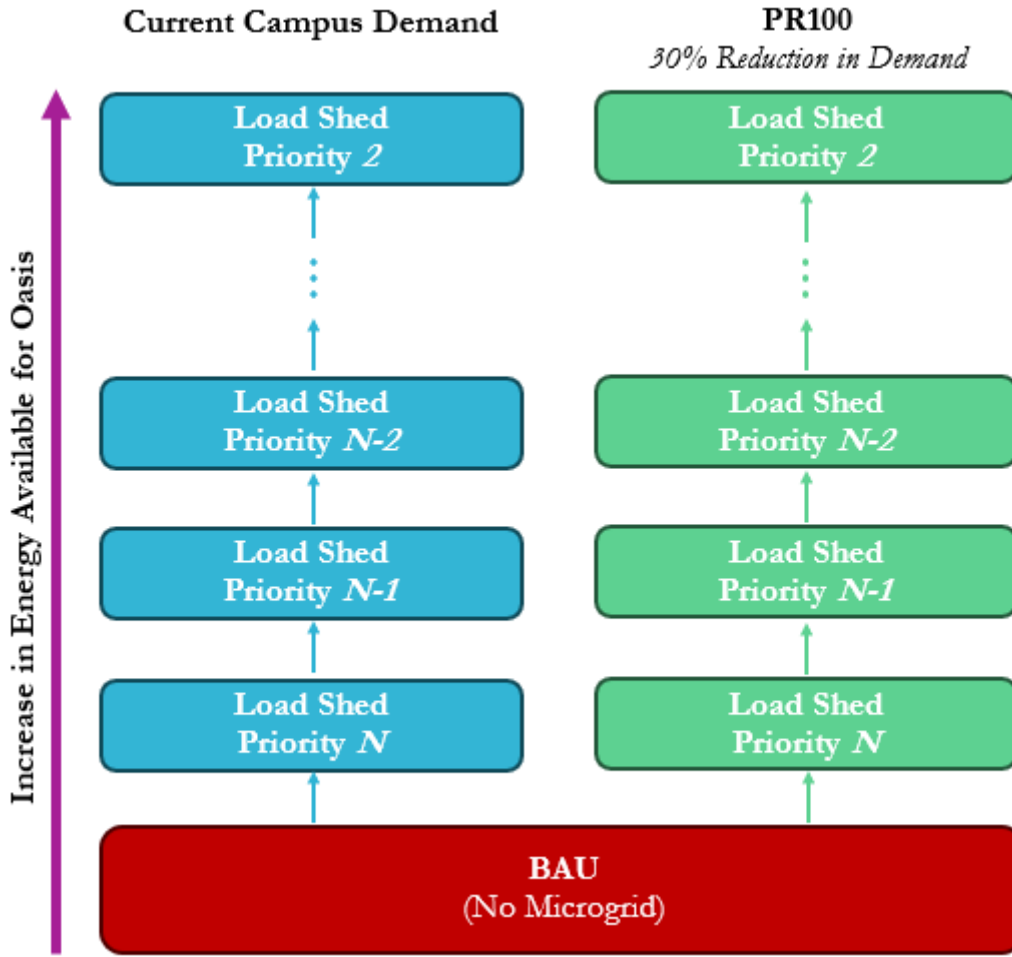 Current Campus Demand
PR100
30% Reduction in Demand
Increase in Energy Available for Oasis
Load Shed
Priority 2
Load Shed
Priority 2
Load Shed
Priority N-2
Load Shed
Priority N-2
Load Shed
Priority N-1
Load Shed
Priority N-1
Load Shed
Priority N
Load Shed
Priority N
BAU
(No Microgrid)